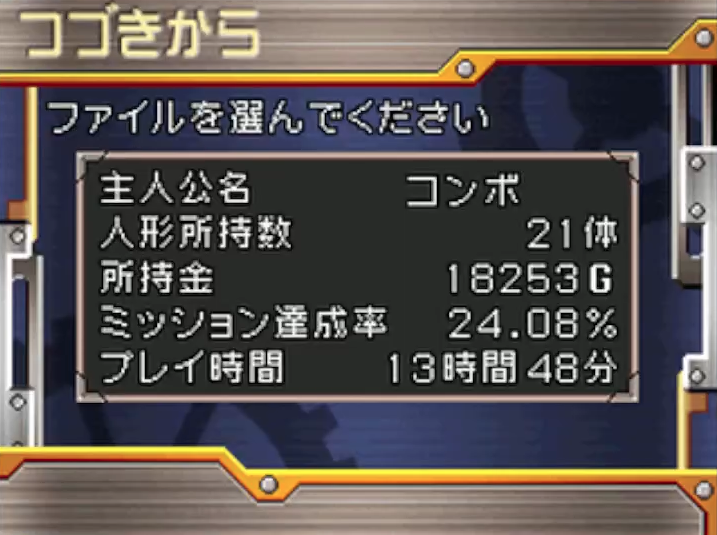 つづきから
ファイルを選んでください
主人公名 コンボ
人形所持数 21体
所持金 18253G
ミッション達成率 24.08%
プレイ時間 13時間48分